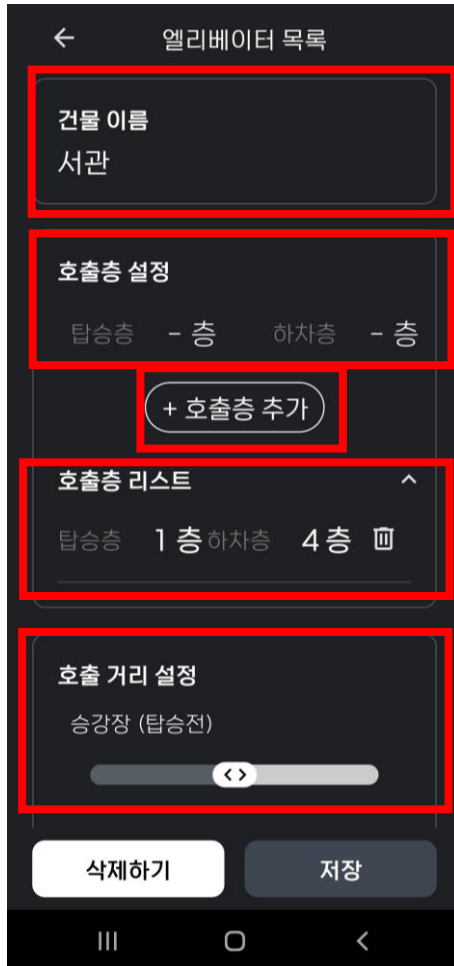 엘리베이터 목록
건물 이름
서관
호출층 설정
탑승층 - 층 하차층 - 층
+ 호출층 추가
호출층 리스트
탑승층 1 층 하차층 4 층
호출 거리 설정
승강장 (탑승전)
삭제하기 저장